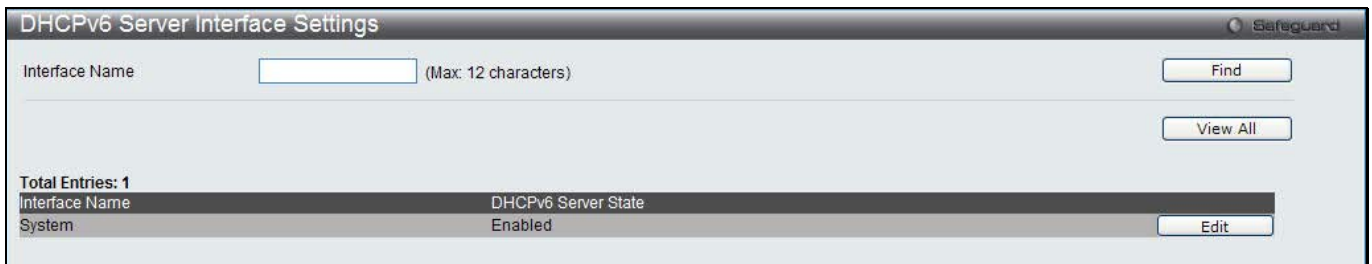 DHCPv6 Server Interface Settings
Safeguard
Interface Name (Max: 12 characters) Find
View All
Total Entries: 1
Interface Name DHCPv6 Server State
System Enabled Edit